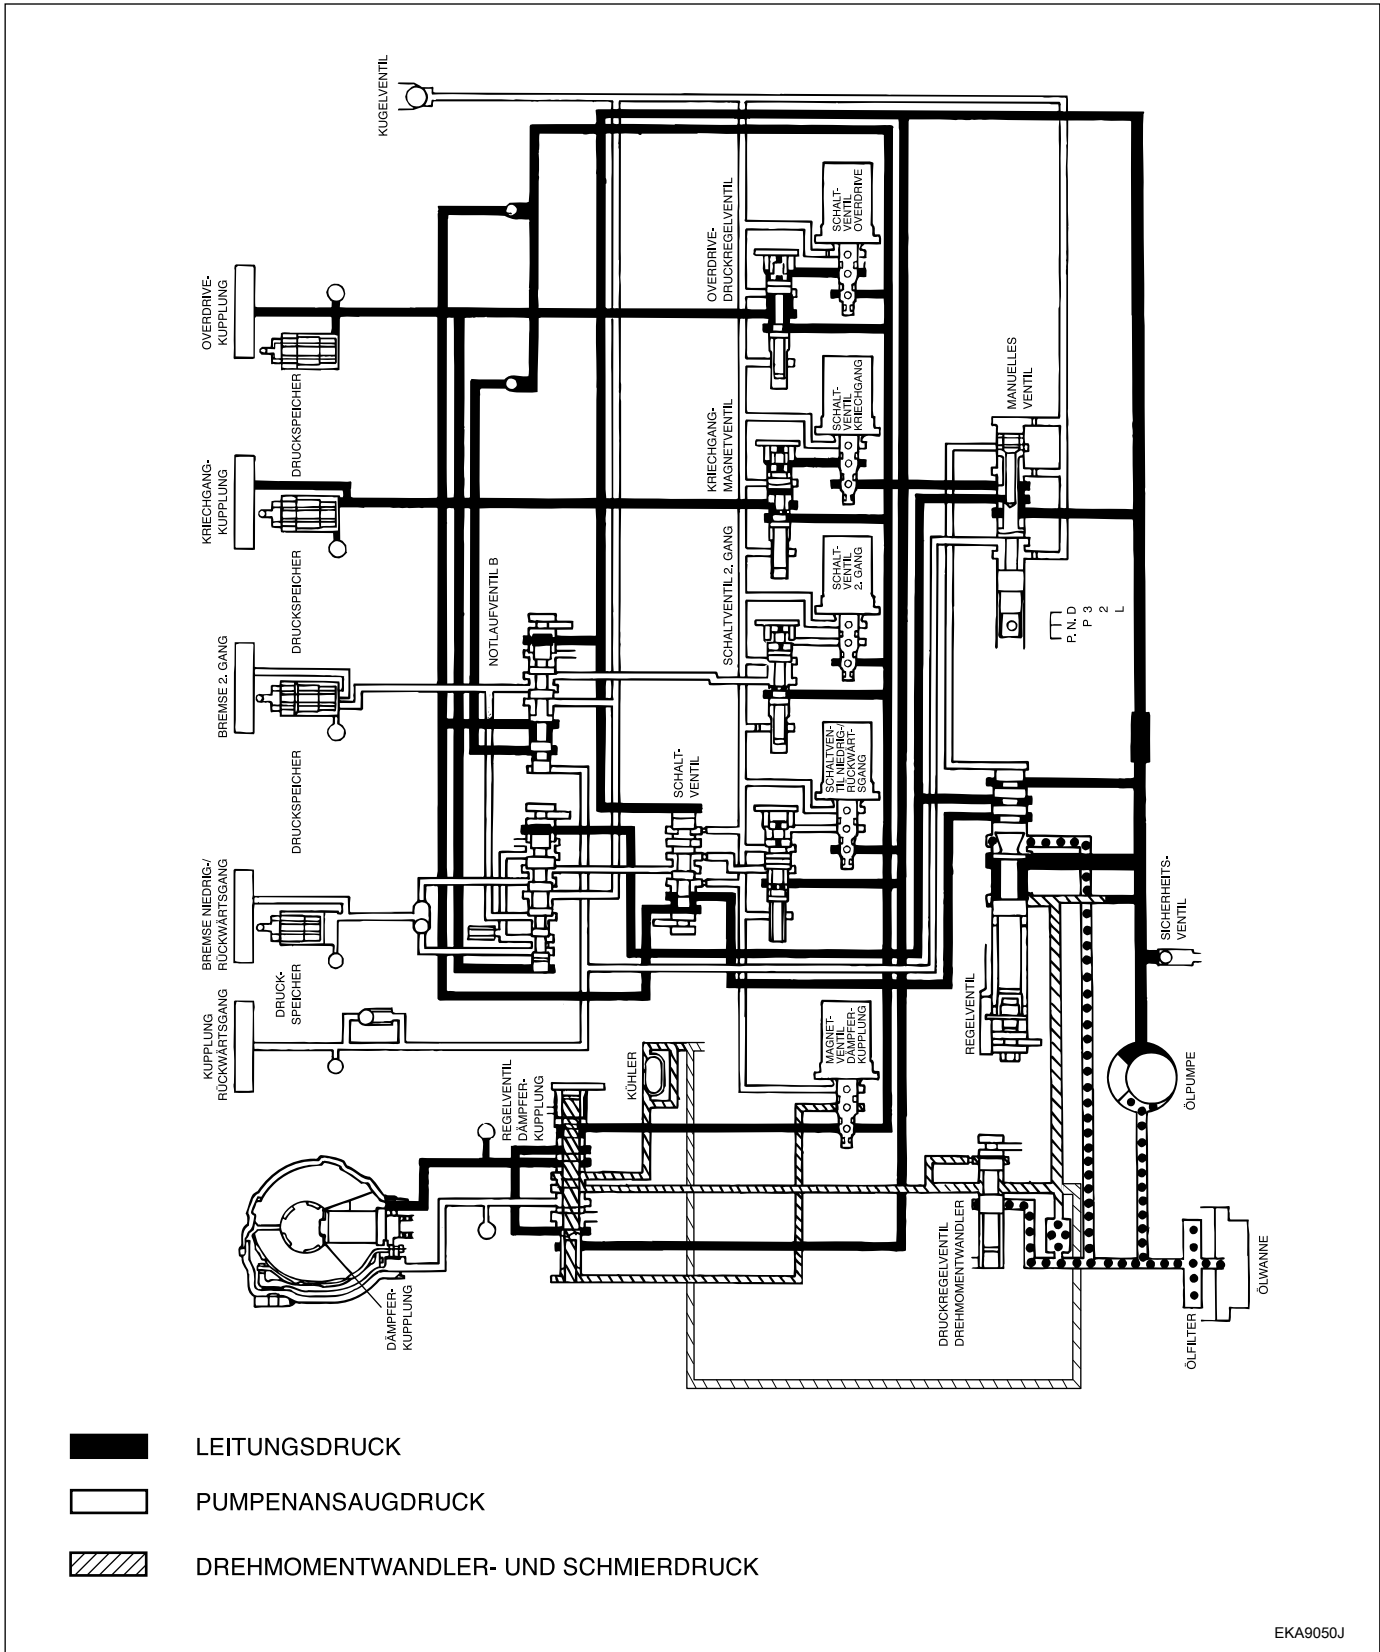 KUGELVENTIL
OVERDRIVE-
KUPPLUNG
DRUCKSPEICHER
KRIECHGANG-
KUPPLUNG
DRUCKSPEICHER
BREMSE 2. GANG
DRUCKSPEICHER
BREMSE NIEDRIG-/
RÜCKWÄRTSGANG
DRUCK-
SPEICHER
KUPPLUNG
RÜCKWÄRTSGANG
NOTLAUFVENTIL B
SCHALT-
VENTIL
OVERDRIVE-
DRUCKREGELVENTIL
SCHALT-
VENTIL
OVERDRIVE
KRIECHGANG-
MAGNETVENTIL
SCHALT-
VENTIL
KRIECHGANG
SCHALTVENTIL 2. GANG
SCHALT-
VENTIL
2. GANG
SCHALTVEN-
TIL NIEDRIG-/
RÜCKWÄRT-
SGANG
MAGNET-
VENTIL
DÄMPFER-
KUPPLUNG
MANUELLES
VENTIL
P. N. D
P 3
2
L
REGELVENTIL
SICHERHEITS-
VENTIL
ÖLPUMPE
REGELVENTIL
DÄMPFER-
KUPPLUNG
KÜHLER
DÄMPFER-
KUPPLUNG
DRUCKREGELVENTIL
DREHMOMENTWANDLER
ÖLFILTER
ÖLWANNE
LEITUNGSDRUCK
PUMPENANSAUGDRUCK
DREHMOMENTWANDLER- UND SCHMIERDRUCK
EKA9050J